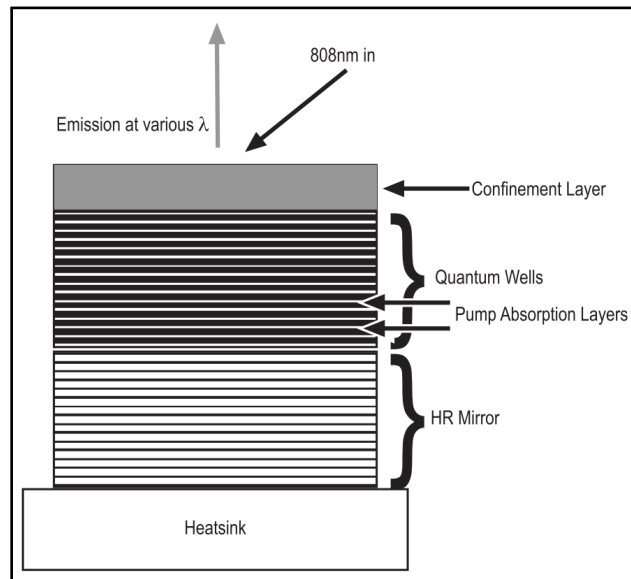 808nm in
Emission at various λ
Confinement Layer
Quantum Wells
Pump Absorption Layers
HR Mirror
Heatsink